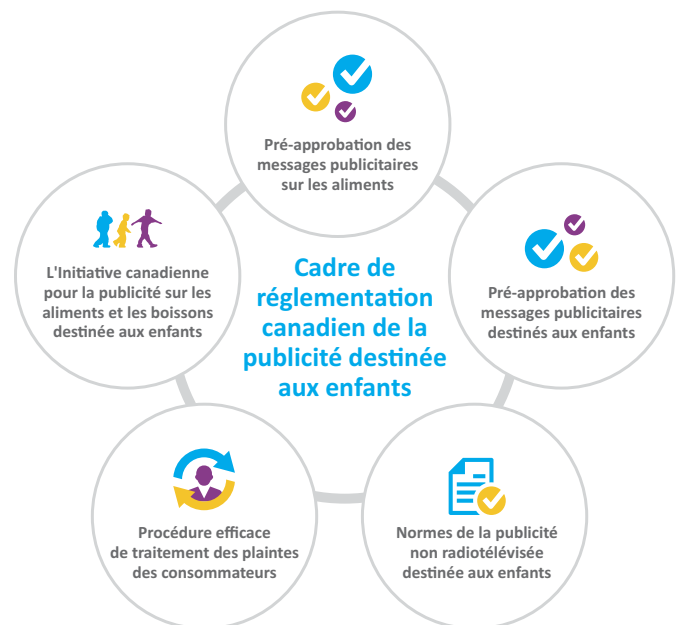 Pré-approbation des
messages publicitaires
sur les aliments
L'Initiative canadienne
pour la publicité sur les
aliments et les boissons
destinée aux enfants
Cadre de
réglementation
canadien de la
publicité destinée
aux enfants
Pré-approbation des
messages publicitaires
destinés aux enfants
Procédure efficace
de traitement des plaintes
des consommateurs
Normes de la publicité
non radiotélévisée
destinée aux enfants